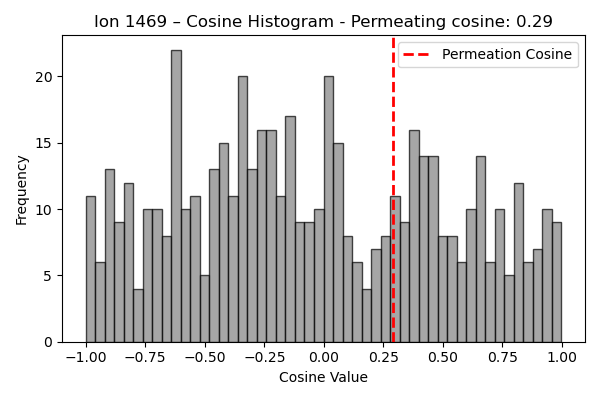 Ion 1469 – Cosine Histogram - Permeating cosine: 0.29
Permeation Cosine
Frequency
20
15
10
5
0
−1.00 −0.75 −0.50 −0.25 0.00 0.25 0.50 0.75 1.00
Cosine Value